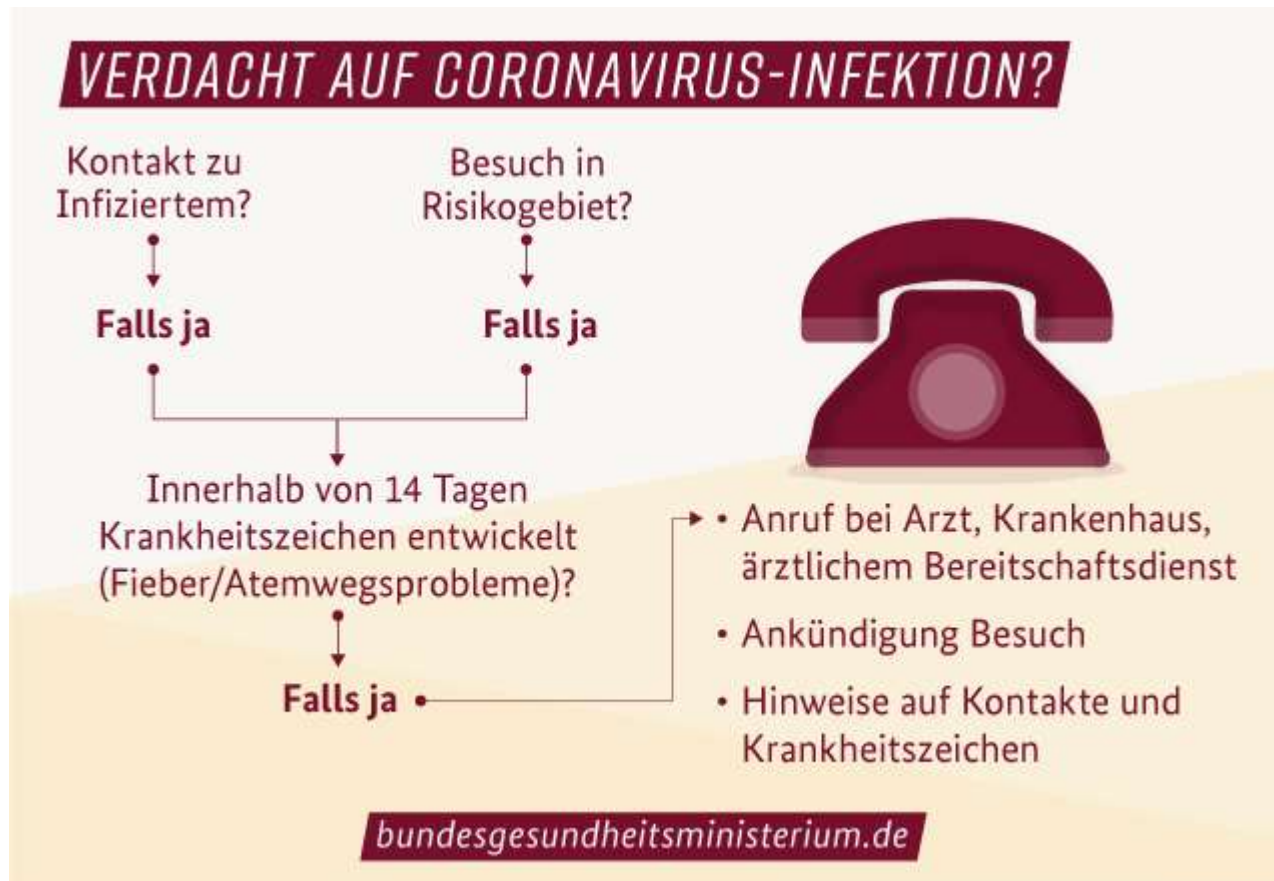 VERDACHT AUF CORONAVIRUS-INFEKTION?
Kontakt zu
Infiziertem?
Falls ja
Besuch in
Risikogebiet?
Falls ja
Innerhalb von 14 Tagen
Krankheitszeichen entwickelt
(Fieber/Atemwegsprobleme)?
Falls ja
• Anruf bei Arzt, Krankenhaus,
ärztlichem Bereitschaftsdienst
• Ankündigung Besuch
• Hinweise auf Kontakte und
Krankheitszeichen
bundesgesundheitsministerium.de